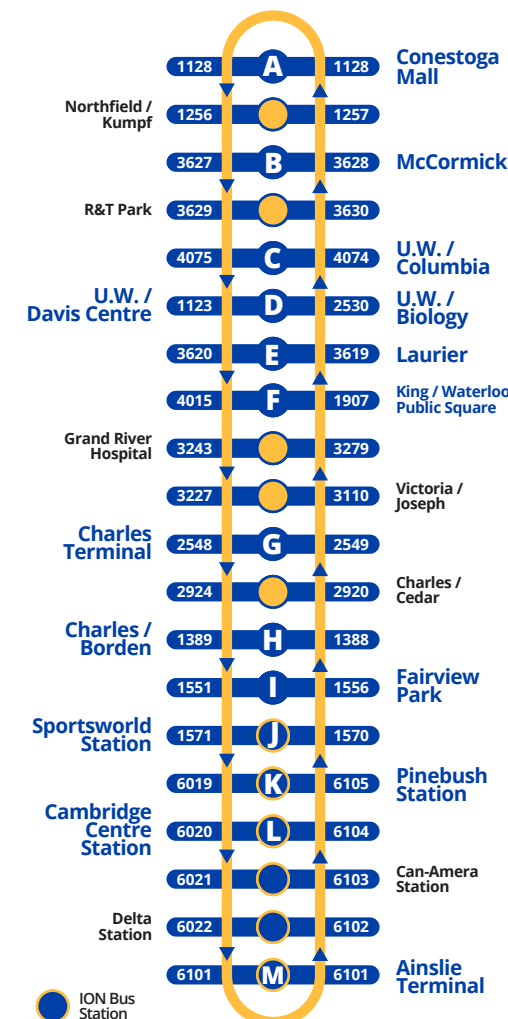 1128 A 1128 Conestoga
Mall
Northfield /
Kumpf 1256 1257
3627 B 3628 McCormick
R&T Park 3629 3630
4075 C 4074 U.W. /
Columbia
U.W. /
Davis Centre 1123 D 2530 U.W. /
Biology
3620 E 3619 Laurier
4015 F 1907 King / Waterloo
Public Square
Grand River
Hospital 3243 3279
3227 3110 Victoria /
Joseph
Charles
Terminal 2548 G 2549
2924 2920 Charles /
Cedar
Charles /
Borden 1389 H 1388
1551 I 1556 Fairview
Park
Sportsworld
Station 1571 J 1570
6019 K 6105 Pinebush
Station
Cambridge
Centre
Station 6020 L 6104
6021 6103 Can-Amera
Station
Delta
Station 6022 6102
6101 M 6101 Ainslie
Terminal
ION Bus
Station